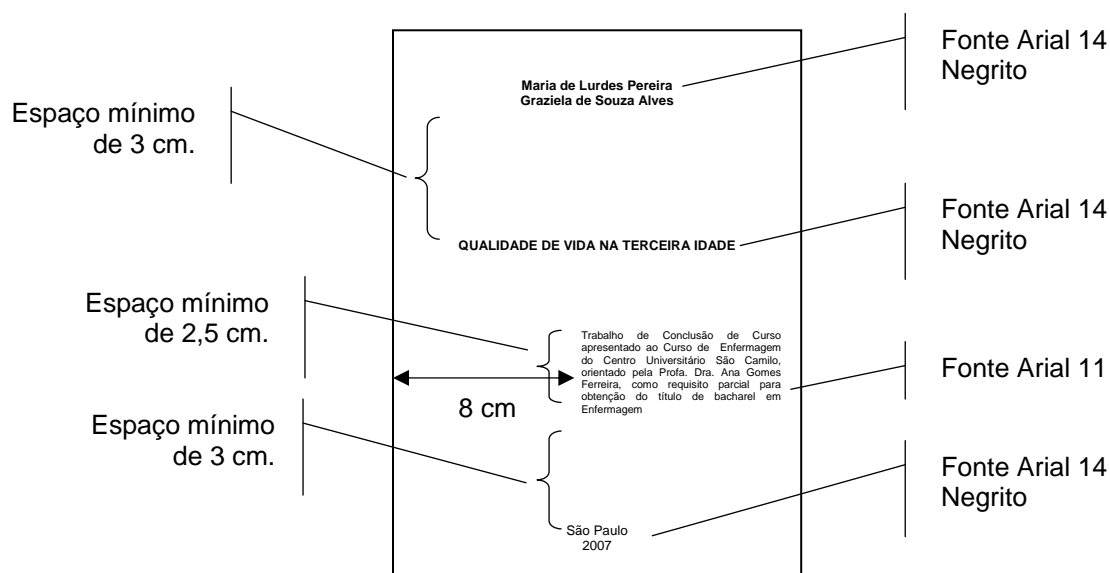 Fonte Arial 14
Negrito
Maria de Lurdes Pereira
Graziela de Souza Alves
Espaço mínimo
de 3 cm.
Fonte Arial 14
Negrito
QUALIDADE DE VIDA NA TERCEIRA IDADE
Espaço mínimo
de 2,5 cm.
Trabalho de Conclusão de Curso
apresentado ao Curso de Enfermagem
do Centro Universitário São Camilo,
orientado pela Profa. Dra. Ana Gomes
Ferreira, como requisito parcial para
obtenção do título de bacharel em
Enfermagem
Fonte Arial 11
8 cm
Espaço mínimo
de 3 cm.
Fonte Arial 14
Negrito
São Paulo
2007